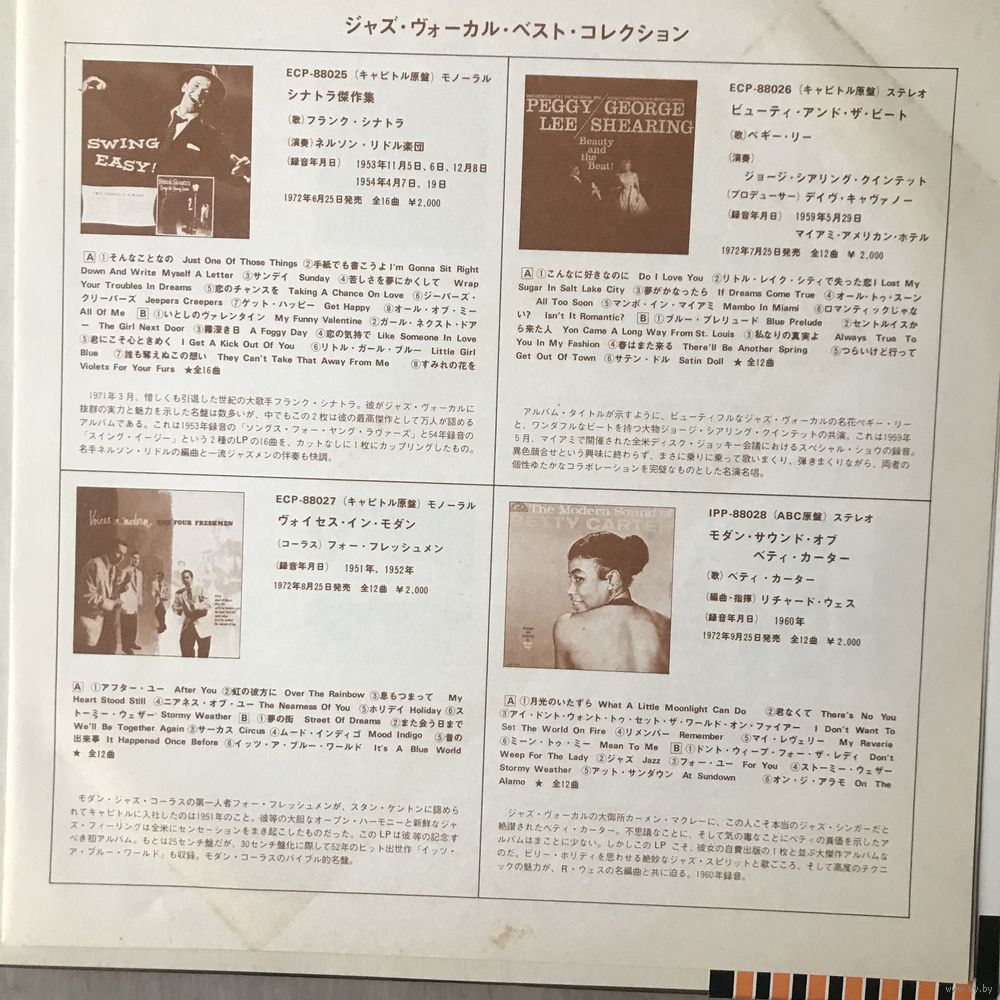 ジャズ・ヴォーカル・ベスト・コレクション
SWING
EASY!
ECP-88025（キャピトル原盤）モノーラル
シナトラ傑作集
（歌）フランク・シナトラ
（演奏）ネルソン・リドル楽団
（録音年月日） 1953年11月5日、6日、12月8日
1954年4月7日、19日
1972年6月25日発売 全16曲 ￥2,000
A ①そんなことなの Just One Of Those Things ②手紙でも書こうよ I'm Gonna Sit Right
Down And Write Myself A Letter ③サンデイ Sunday ④苦しさを夢にかくして Wrap
Your Troubles In Dreams ⑤恋のチャンスを Taking A Chance On Love ⑥ジーパーズ・
クリーパーズ Jeepers Creepers ⑦ゲット・ハッピー Get Happy ⑧オール・オブ・ミー
All Of Me B ①いとしのヴァレンタイン My Funny Valentine ②ガール・ネクスト・ドア
ー The Girl Next Door ③霧深き日 A Foggy Day ④恋の気持で Like Someone In Love
⑤君にこそ心ときめく I Get A Kick Out Of You ⑥リトル・ガール・ブルー Little Girl
Blue ⑦誰も奪えぬこの想い They Can't Take That Away From Me ⑧すみれの花を
Violets For Your Furs ★全16曲
1971年3月、惜しくも引退した世紀の大歌手フランク・シナトラ。彼がジャズ・ヴォーカルに
抜群の実力と魅力を示した名盤は数多いが、中でもこの2枚は彼の最高傑作として万人が認める
アルバムである。これは1953年録音の「ソングス・フォー・ヤング・ラヴァーズ」と54年録音の
「スイング・イージー」という2種のLPの16曲を、カットなしに1枚にカップリングしたもの。
名手ネルソン・リドルの編曲と一流ジャズメンの伴奏も快調。
PEGGY GEORGE
LEE SHEARING
Beauty
and
the
Beat!
ECP-88026（キャピトル原盤）ステレオ
ビューティ・アンド・ザ・ビート
（歌）ペギー・リー
（演奏）
ジョージ・シアリング・クインテット
（プロデューサー）デイヴ・キャヴァノー
（録音年月日） 1959年5月29日
マイアミ・アメリカン・ホテル
1972年7月25日発売 全12曲 ￥2,000
A ①こんなに好きなのに Do I Love You ②リトル・レイク・シティで失った恋 I Lost My
Sugar In Salt Lake City ③夢がかなったら If Dreams Come True ④オール・トゥ・スーン
All Too Soon ⑤マンボ・イン・マイアミ Mambo In Miami ⑥ロマンティックじゃな
い? Isn't It Romantic? B ①ブルー・プレリュード Blue Prelude ②セントルイスか
ら来た人 You Came A Long Way From St. Louis ③私なりの真実よ Always True To
You In My Fashion ④春はまた来る There'll Be Another Spring ⑤つらいけど行って
Get Out Of Town ⑥サテン・ドル Satin Doll ★全12曲
アルバム・タイトルが示すように、ビューティフルなジャズ・ヴォーカルの名花ペギー・リー
と、ワンダフルなビートを持つ大物ジョージ・シアリング・クインテットの共演。これは1959年
5月、マイアミで開催された全米ディスク・ジョッキー会議におけるスペシャル・ショウの録音。
異色顔合せという興味に終わらず、まさに乗りに乗って歌いまくり、弾きまくりながら、両者の
個性ゆたかなコラボレーションを完璧なものとした名演名唱。
Voices in modern THE FOUR FRESHMEN
ECP-88027（キャピトル原盤）モノーラル
ヴォイセス・イン・モダン
（コーラス）フォー・フレッシュメン
（録音年月日） 1951年、1952年
1972年8月25日発売 全12曲 ￥2,000
A ①アフター・ユー After You ②虹の彼方に Over The Rainbow ③息もつまって My
Heart Stood Still ④ニアネス・オブ・ユー The Nearness Of You ⑤ホリデイ Holiday ⑥ス
トーミー・ウェザー Stormy Weather B ①夢の街 Street Of Dreams ②また会う日まで
We'll Be Together Again ③サーカス Circus ④ムード・インディゴ Mood Indigo ⑤昔の
出来事 It Happened Once Before ⑥イッツ・ア・ブルー・ワールド It's A Blue World
★ 全12曲
モダン・ジャズ・コーラスの第一人者フォー・フレッシュメンが、スタン・ケントンに認めら
れてキャピトルに入社したのは1951年のこと。彼等の大胆なオープン・ハーモニーと新鮮なジャ
ズ・フィーリングは全米にセンセーションをまき起こしたものだった。このLPは彼等の記念す
べき初アルバム。もとは25センチ盤だが、30センチ盤化に際して52年のヒット出世作「イッツ・
ア・ブルー・ワールド」も収録。モダン・コーラスのバイブル的名盤。
The Modern Sound of
BETTY CARTER
IPP-88028（ABC原盤）ステレオ
モダン・サウンド・オブ
ベティ・カーター
（歌）ベティ・カーター
（編曲・指揮）リチャード・ウェス
（録音年月日） 1960年
1972年9月25日発売 全12曲 ￥2,000
A ①月光のいたずら What A Little Moonlight Can Do ②君なくて There's No You
③アイ・ドント・ウォント・トゥ・セット・ザ・ワールド・オン・ファイアー I Don't Want To
Set The World On Fire ④リメンバー Remember ⑤マイ・レヴェリー My Reverie
⑥ミーン・トゥ・ミー Mean To Me B ①ドント・ウィープ・フォー・ザ・レディ Don't
Weep For The Lady ②ジャズ Jazz ③フォー・ユー For You ④ストーミー・ウェザー
Stormy Weather ⑤アット・サンダウン At Sundown ⑥オン・ジ・アラモ On The
Alamo ★ 全12曲
ジャズ・ヴォーカルの大御所カーメン・マクレーに、この人こそ本当のジャズ・シンガーだと
絶讃されたベティ・カーター。不思議なことに、そして気の毒なことにベティの真価を示したア
ルバムはまことに少ない。しかしこのLPこそ、彼女の自費出版の1枚と並ぶ大傑作アルバムな
のだ。ビリー・ホリディを思わせる絶妙なジャズ・スピリットと歌ごころ、そして高度のテクニ
ックの魅力が、R・ウェスの名編曲と共に迫る。1960年録音。